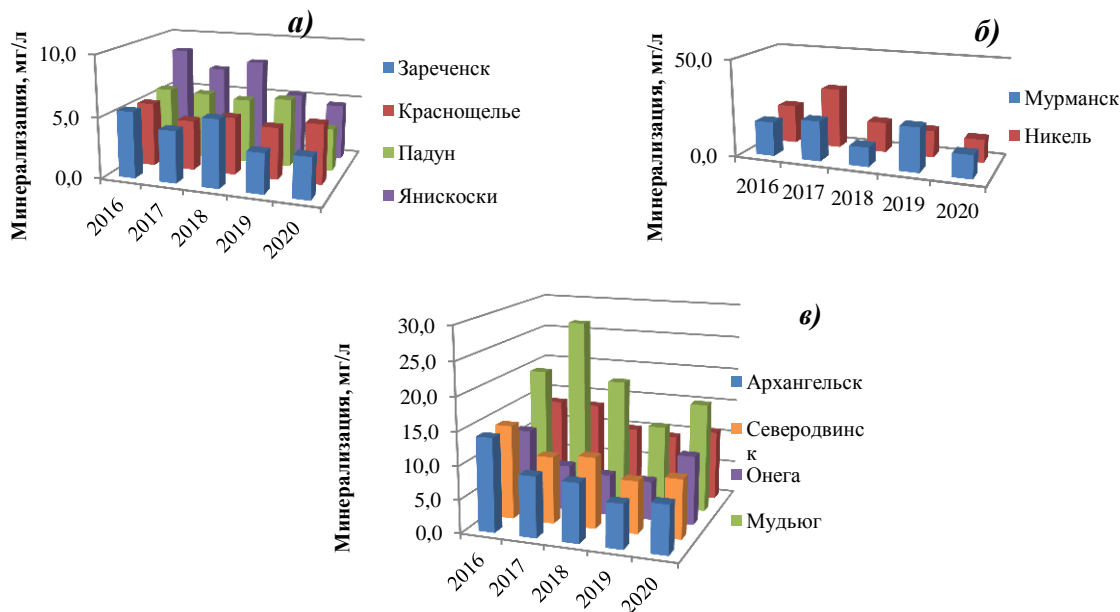 а)
Минерализация, мг/л
10,0
5,0
0,0
2016
2017
2018
2019
2020
Зареченск
Краснощелье
Падун
Янискоски
б)
Минерализация, мг/л
50,0
0,0
2016
2017
2018
2019
2020
Мурманск
Никель
в)
Минерализация, мг/л
30,0
25,0
20,0
15,0
10,0
5,0
0,0
2016
2017
2018
2019
2020
Архангельск
Северодвинс
к
Онега
Мудьюг